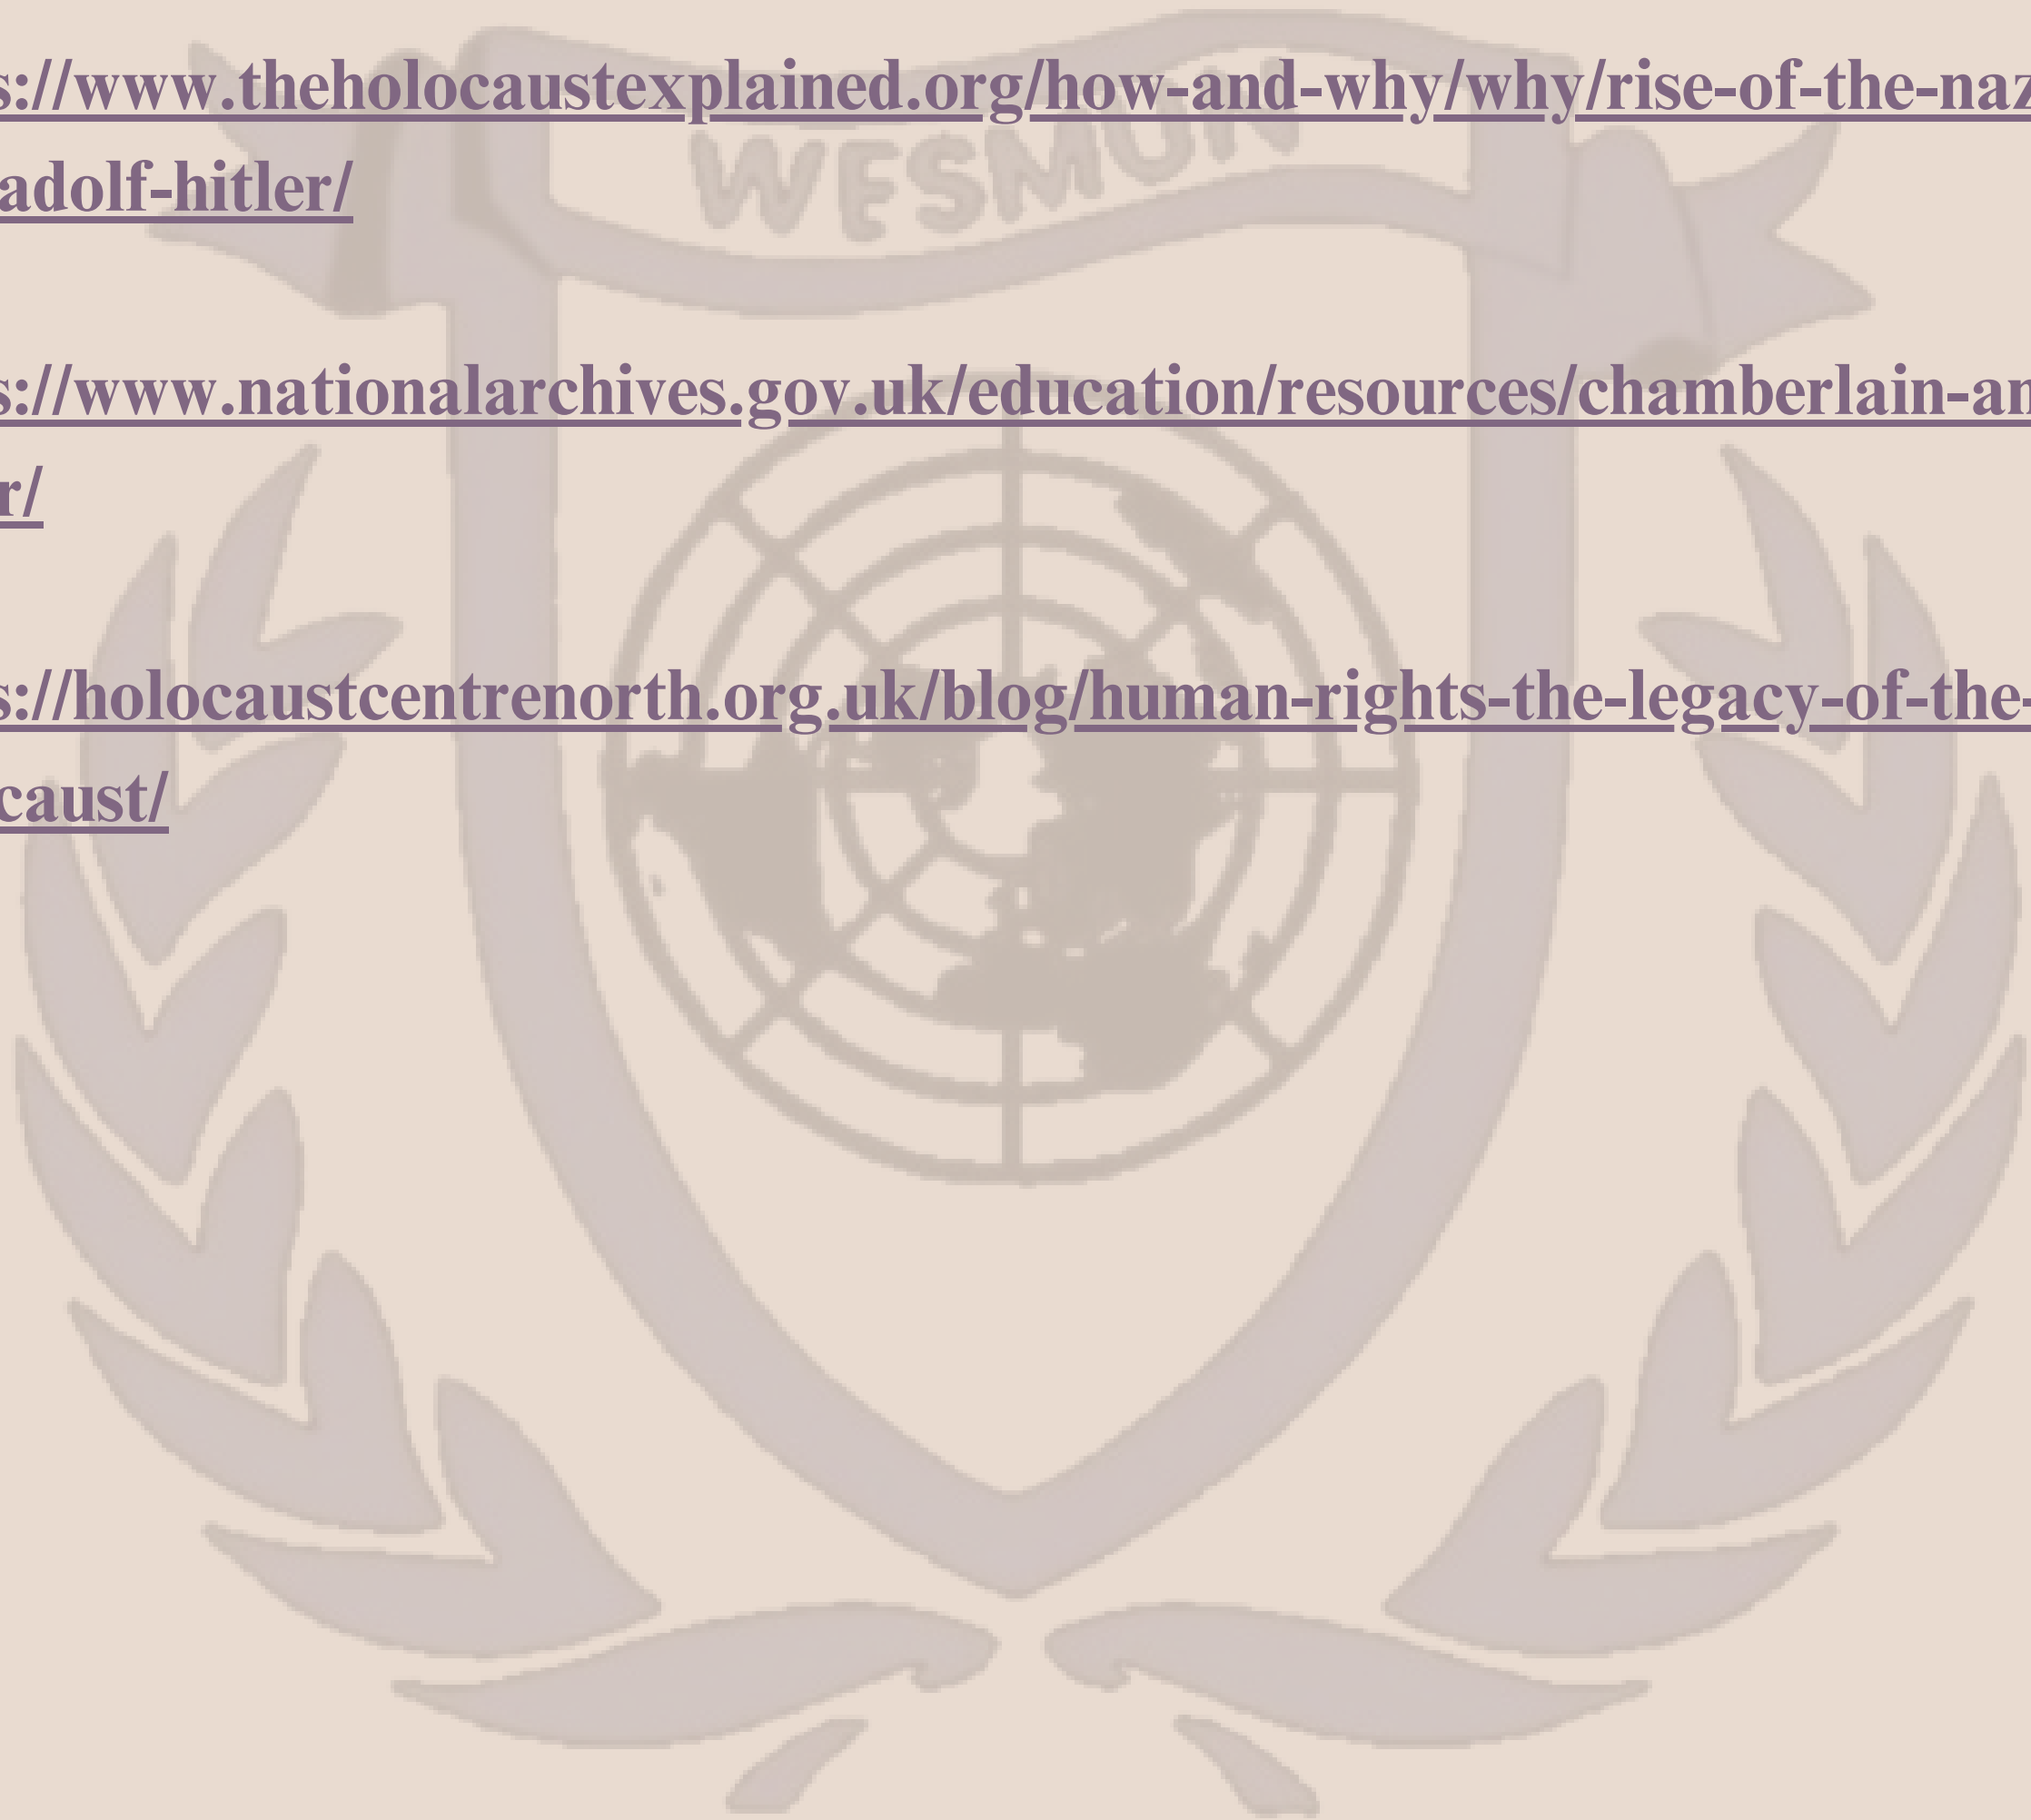 s://www.theholocaustexplained.org/how-and-why/why/rise-of-the-naz
adolf-hitler/
WESMUN
s://www.nationalarchives.gov.uk/education/resources/chamberlain-an
r/
s://holocaustcentrenorth.org.uk/blog/human-rights-the-legacy-of-the-
caust/